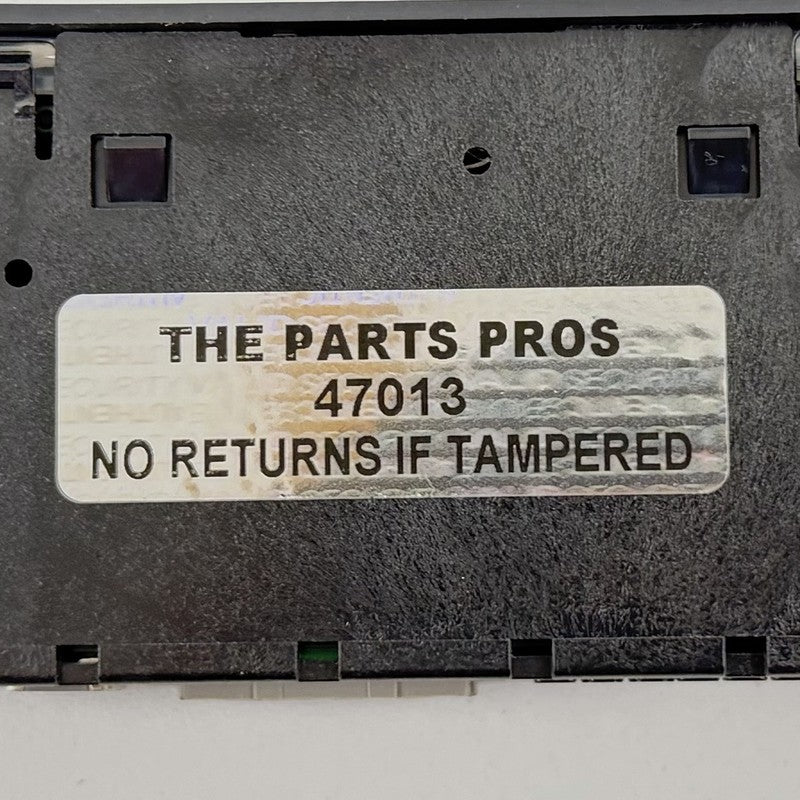 THE PARTS PROS
47013
NO RETURNS IF TAMPERED